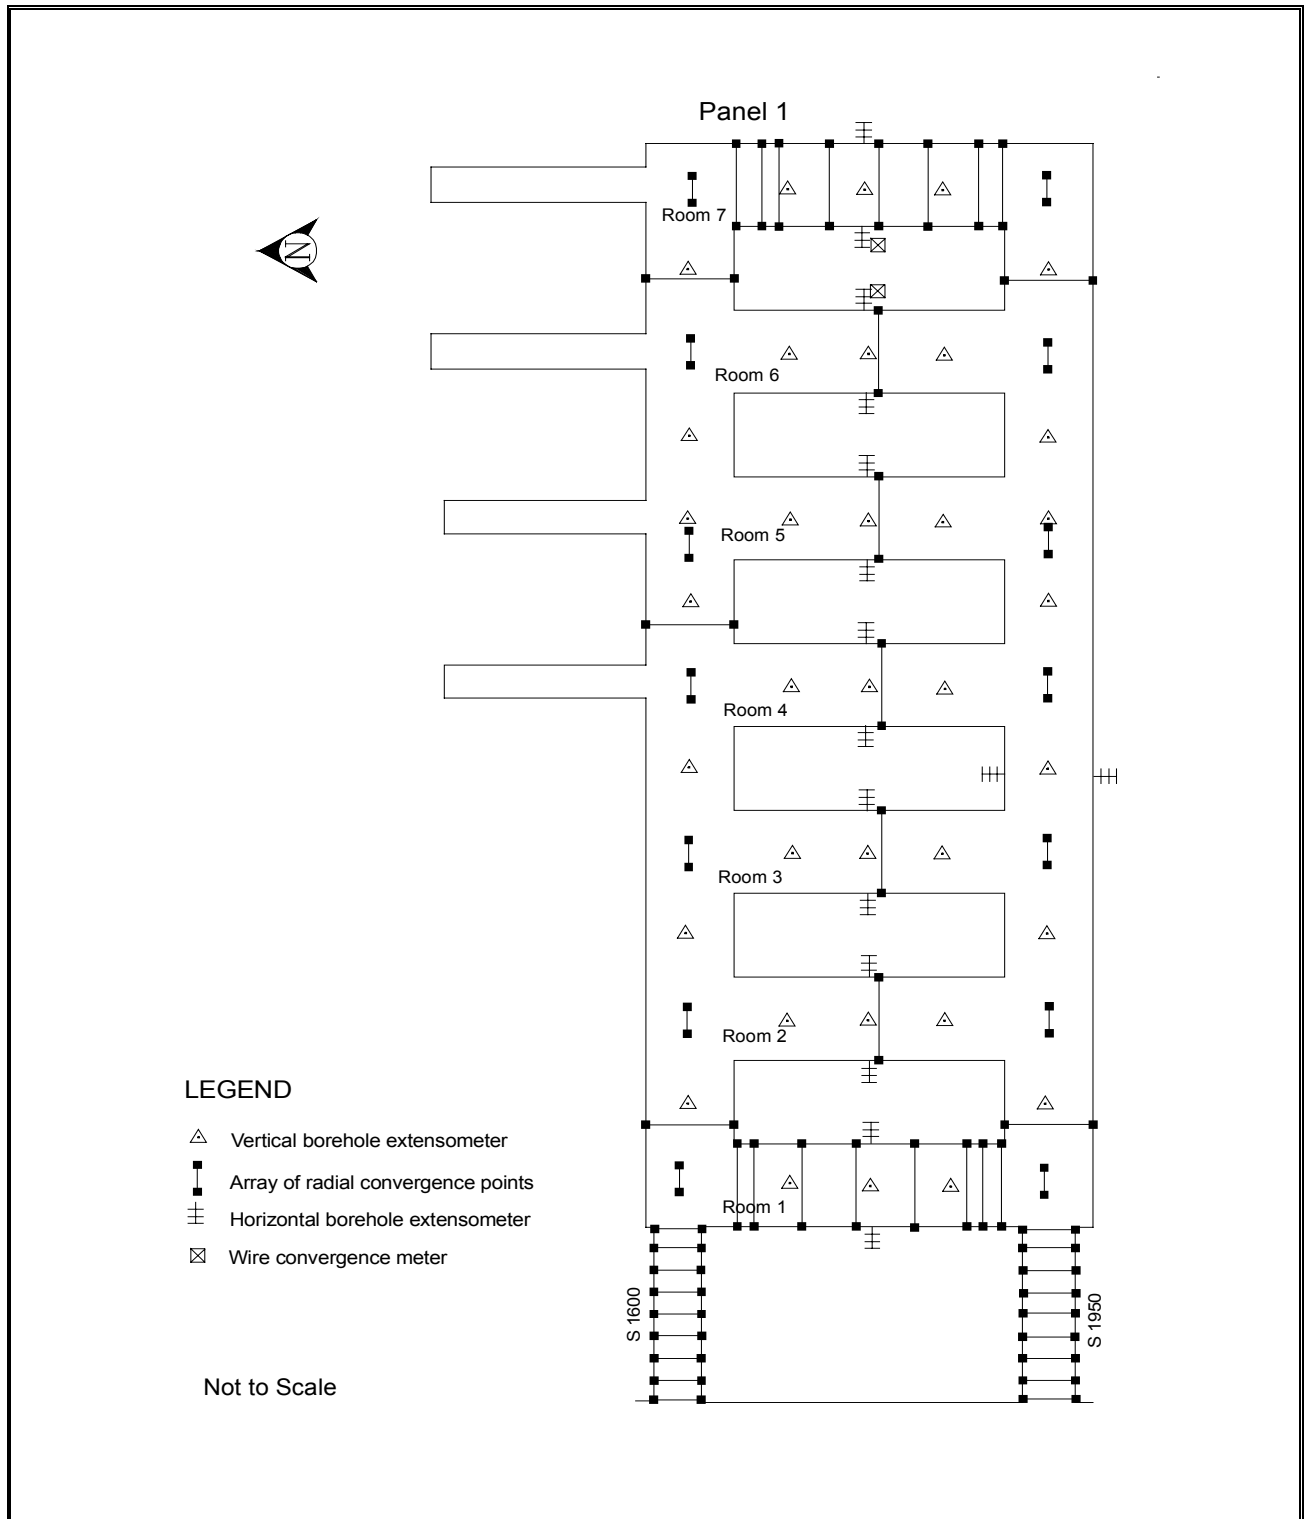 Panel 1
Room 7
N
Room 6
Room 5
Room 4
Room 3
Room 2
Room 1
S 1600
S 1950
LEGEND
Vertical borehole extensometer
Array of radial convergence points
Horizontal borehole extensometer
Wire convergence meter
Not to Scale